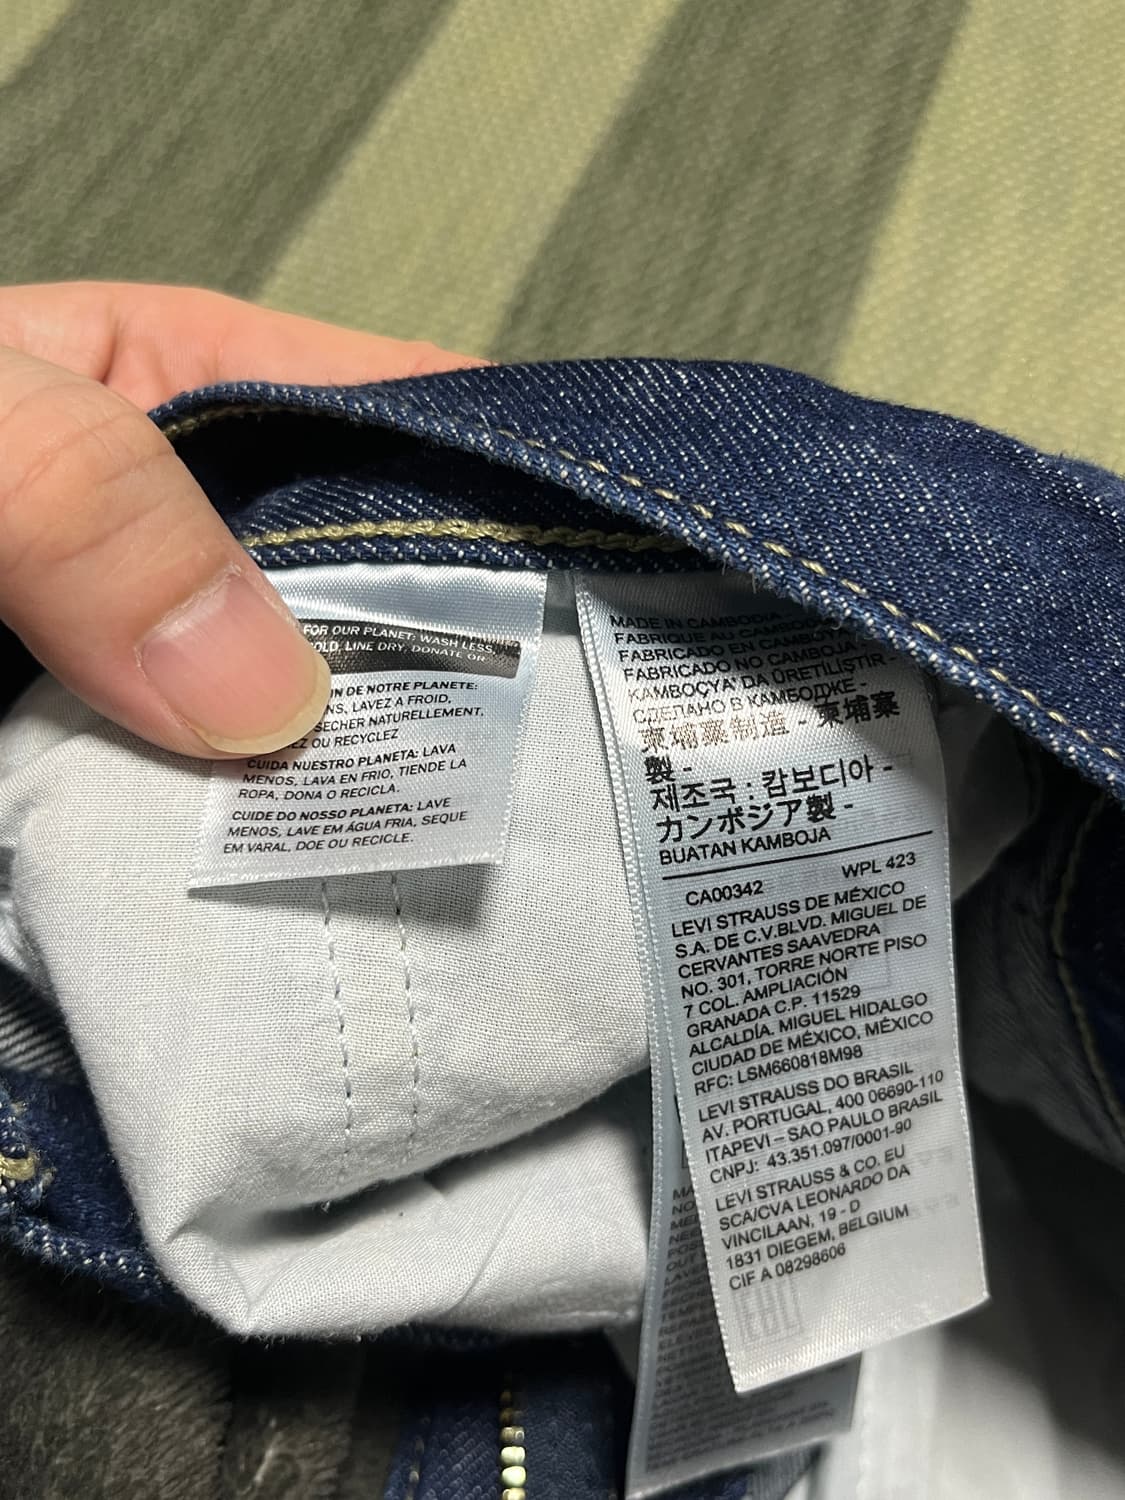 FOR OUR PLANET: WASH LESS,
LINE DRY, DONATE OR
DE NOTRE PLANETE:
LAVEZ A FROID,
SECHER NATURELLEMENT,
OU RECYCLEZ
CUIDA NUESTRO PLANETA: LAVA
MENOS, LAVA EN FRIO, TIENDE LA
ROPA, DONA O RECICLA.
CUIDE DO NOSSO PLANETA: LAVE
MENOS, LAVE EM ÁGUA FRIA, SEQUE
EM VARAL, DOE OU RECICLE.
MADE IN CAMBODIA
FABRIQUE AU
FABRICADO EN
FABRICADO NO CAMBOJA -
KAMBOÇYA' DA ÜRETİLİŞTİR -
СДЕЛАНО В КАМБОДЖЕ -
柬埔寨制造 - 柬埔寨
製 -
제조국 : 캄보디아 -
カンボジア製 -
BUATAN KAMBOJA
CA00342 WPL 423
LEVI STRAUSS DE MÉXICO
S.A. DE C.V.BLVD. MIGUEL DE
CERVANTES SAAVEDRA
NO. 301, TORRE NORTE PISO
7 COL. AMPLIACIÓN
GRANADA C.P. 11529
ALCALDÍA. MIGUEL HIDALGO
CIUDAD DE MÉXICO, MÉXICO
RFC: LSM660818M98
LEVI STRAUSS DO BRASIL
AV. PORTUGAL, 400 06690-110
ITAPEVI – SAO PAULO BRASIL
CNPJ: 43.351.097/0001-90
LEVI STRAUSS & CO. EU
SCA/CVA LEONARDO DA
VINCILAAN, 19 - D
1831 DIEGEM, BELGIUM
CIF A 08298606